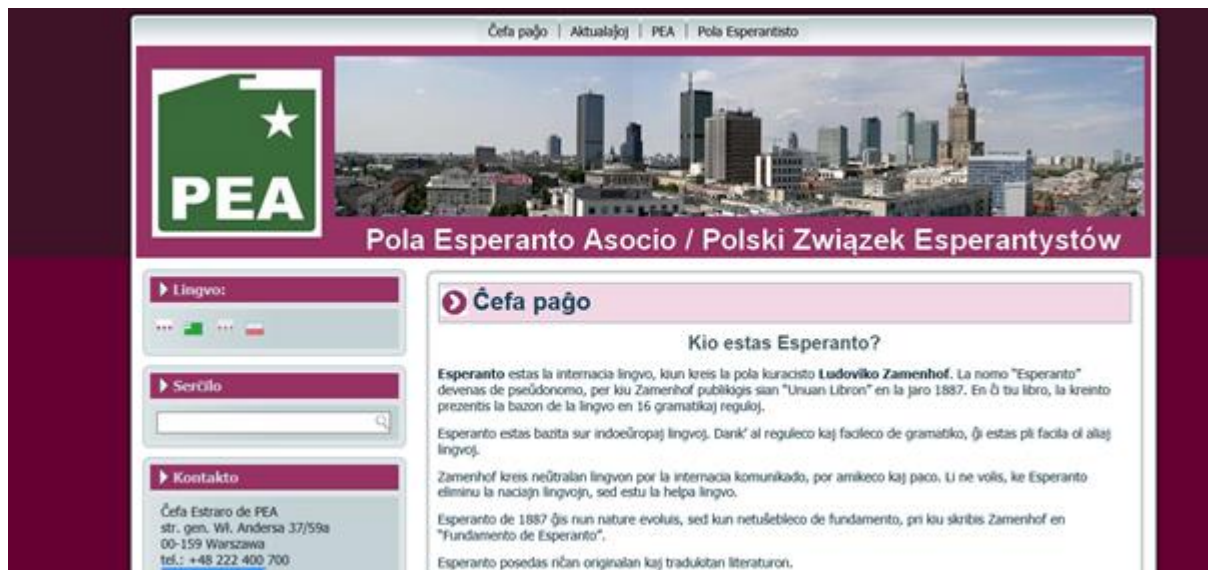 Ĉefa paĝo | Aktualaĵoj | PEA | Pola Esperantisto
PEA
Pola Esperanto Asocio / Polski Związek Esperantystów
Lingvo:
Serĉilo
Kontakto
Ĉefa Estraro de PEA
str. gen. Wł. Andersa 37/59a
00-159 Warszawa
tel.: +48 222 400 700
Ĉefa paĝo
Kio estas Esperanto?
Esperanto estas la internacia lingvo, kiun kreis la pola kuracisto Ludoviko Zamenhof. La nomo "Esperanto"
devenas de pseŭdonomo, per kiu Zamenhof publikigis sian "Unuan Libron" en la jaro 1887. En ĉi tiu libro, la kreinto
prezentis la bazon de la lingvo en 16 gramatikaj reguloj.
Esperanto estas bazita sur indoeŭropaj lingvoj. Dank' al reguleco kaj facileco de gramatiko, ĝi estas pli facila ol aliaj
lingvoj.
Zamenhof kreis neŭtralan lingvon por la internacia komunikado, por amikeco kaj paco. Li ne volis, ke Esperanto
eliminu la naciajn lingvojn, sed estu la helpa lingvo.
Esperanto de 1887 ĝis nun nature evoluis, sed kun netuŝebleco de fundamento, pri kiu skribis Zamenhof en
"Fundamento de Esperanto".
Esperanto posedas riĉan originalan kaj tradukitan literaturon.